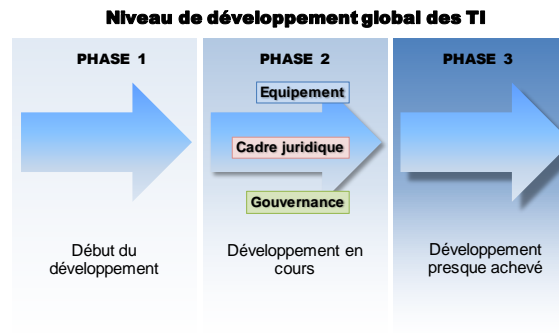 Niveau de développement global des TI
PHASE 1
PHASE 2
PHASE 3
Equipement
Cadre juridique
Gouvernance
Début du
développement
Développement en
cours
Développement
presque achevé